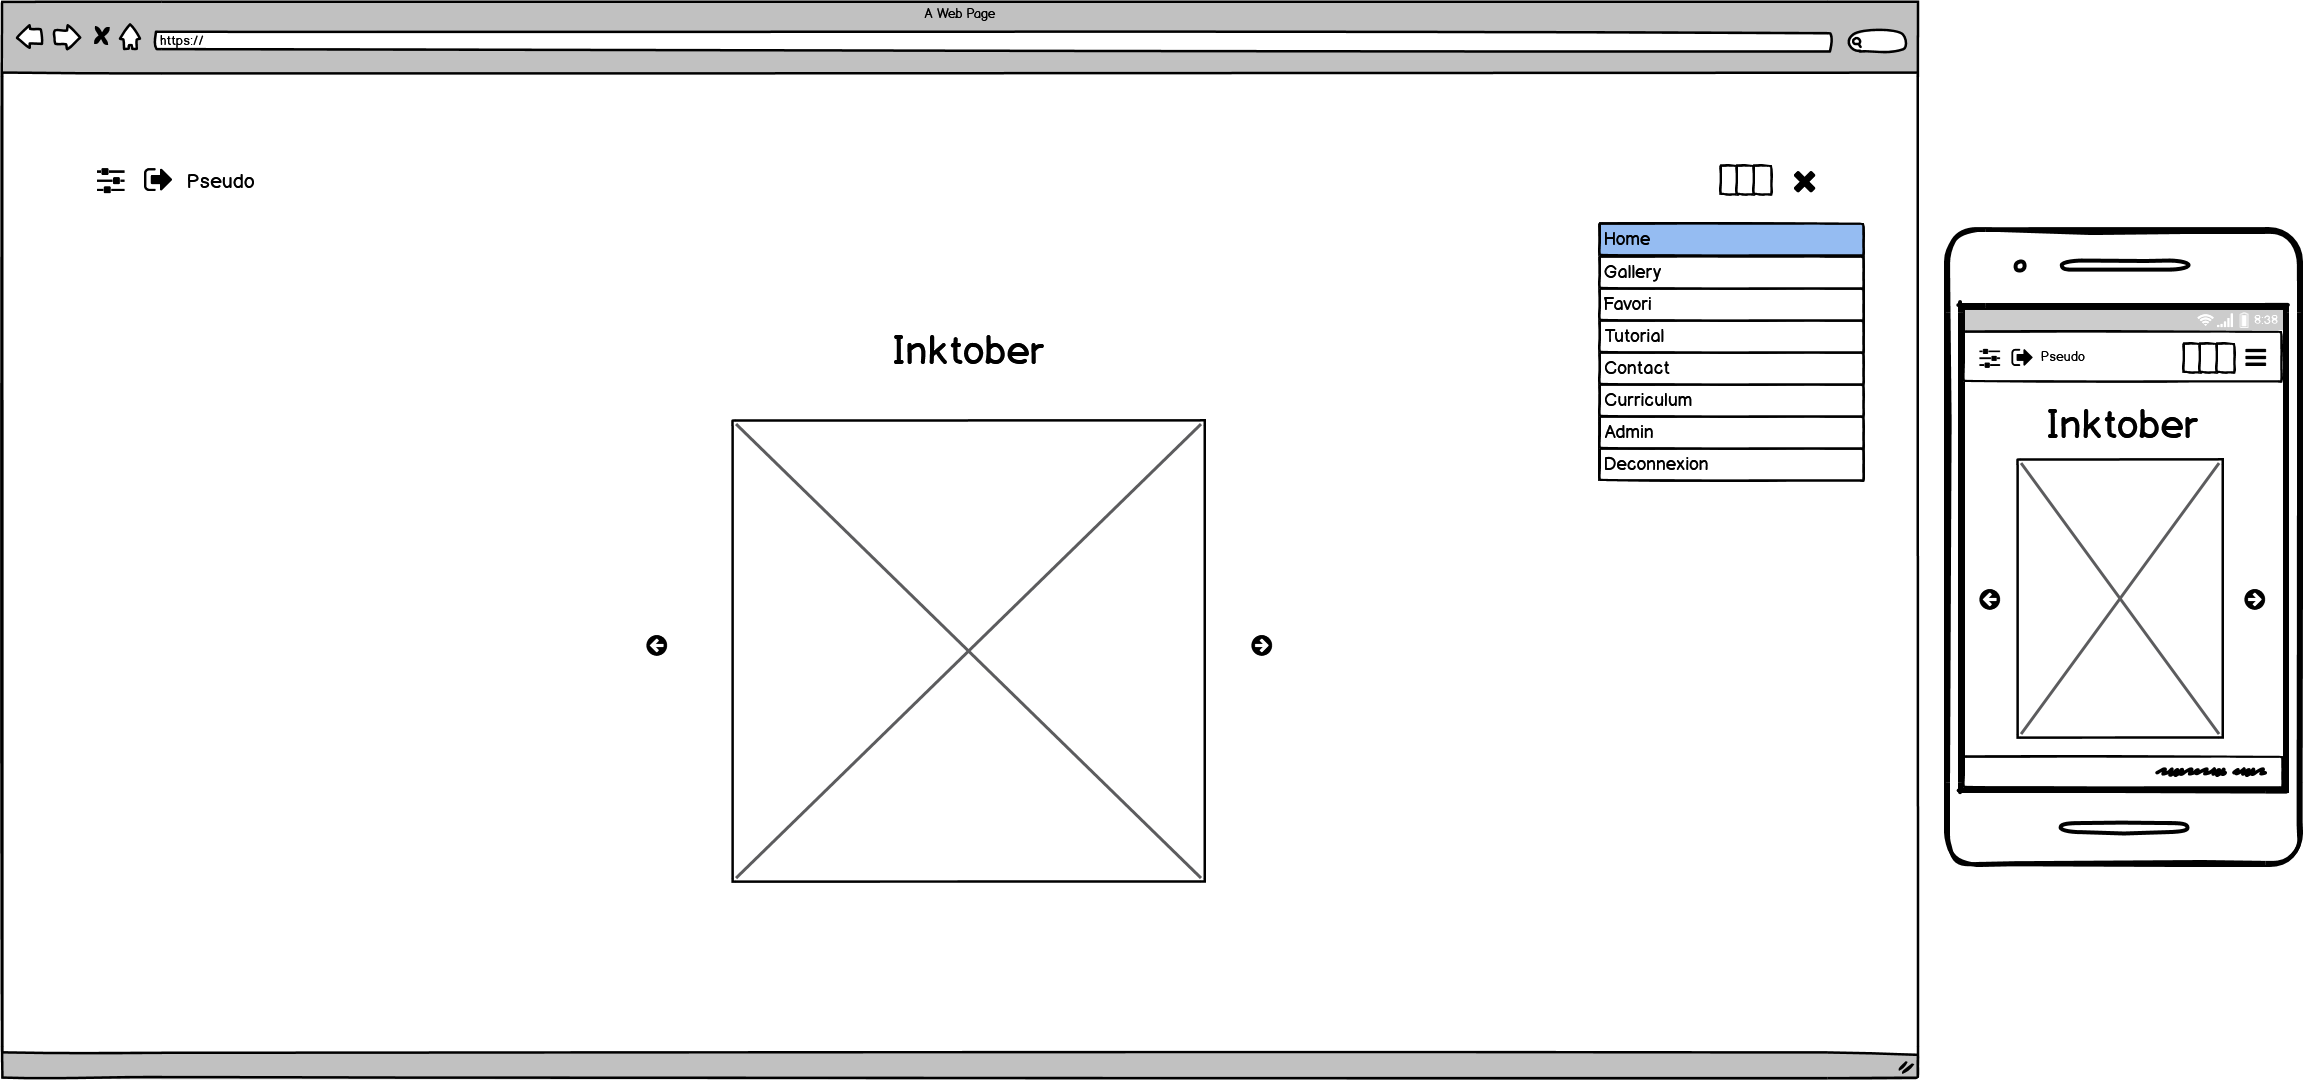 A Web Page
https://
Pseudo
Home
Gallery
Favori
Tutorial
Contact
Curriculum
Admin
Deconnexion
Inktober
8:38
Pseudo
Inktober